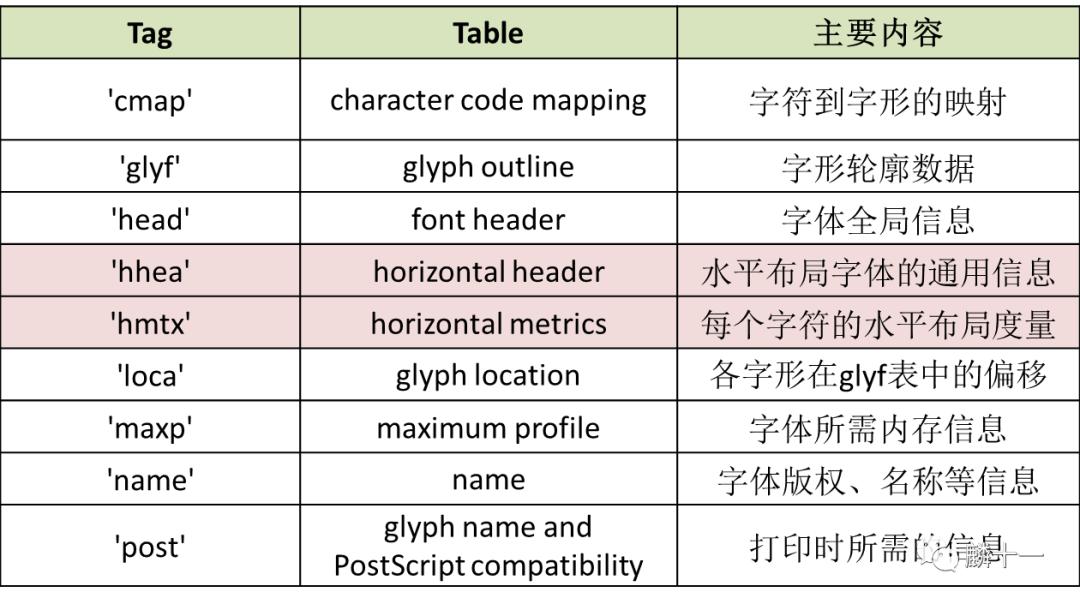 Tag Table 主要内容
'cmap' character code mapping 字符到字形的映射
'glyf' glyph outline 字形轮廓数据
'head' font header 字体全局信息
'hhea' horizontal header 水平布局字体的通用信息
'hmtx' horizontal metrics 每个字符的水平布局度量
'loca' glyph location 各字形在glyf表中的偏移
'maxp' maximum profile 字体所需内存信息
'name' name 字体版权、名称等信息
'post' glyph name and
PostScript compatibility 打印时所需的信息
麟十一